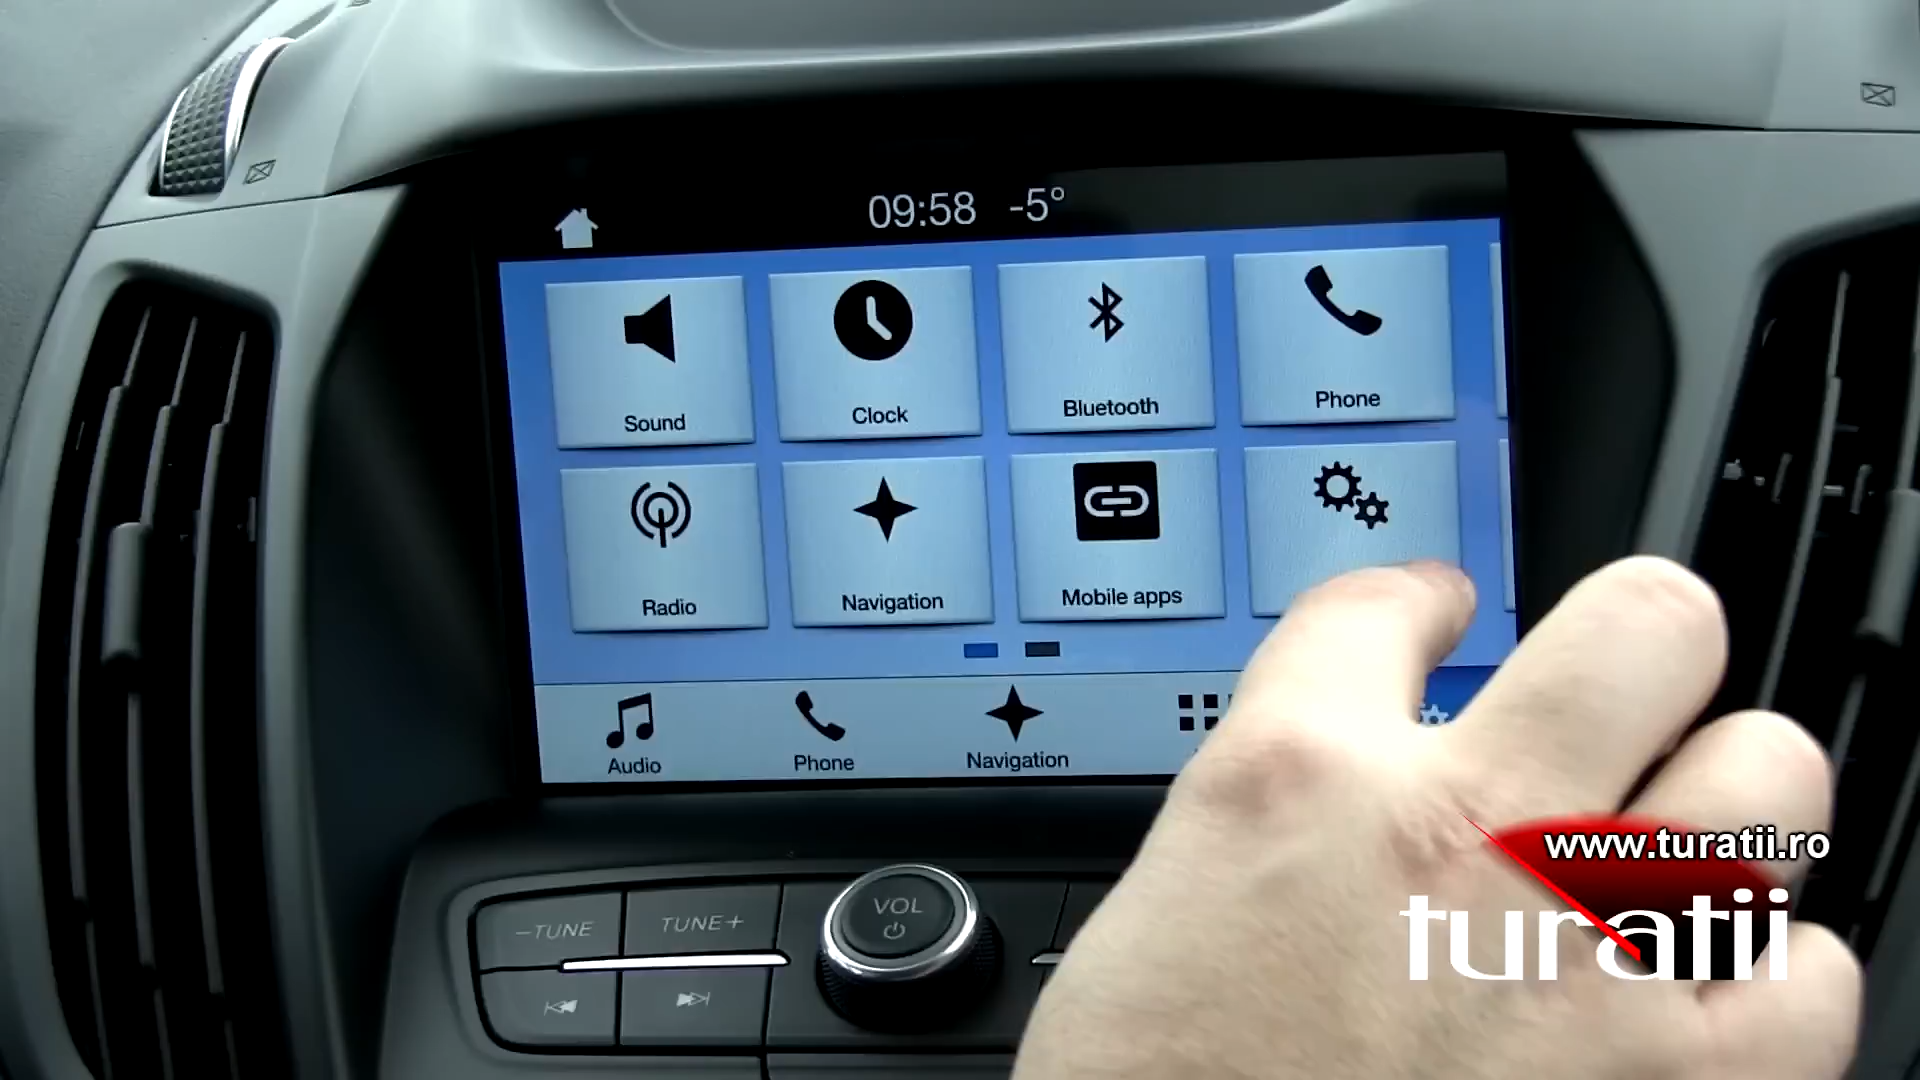 09:58 -5°
Sound
Clock
Bluetooth
Phone
Radio
Navigation
Mobile apps
Audio
Phone
Navigation
-TUNE
TUNE+
VOL
www.turatii.ro
turatii